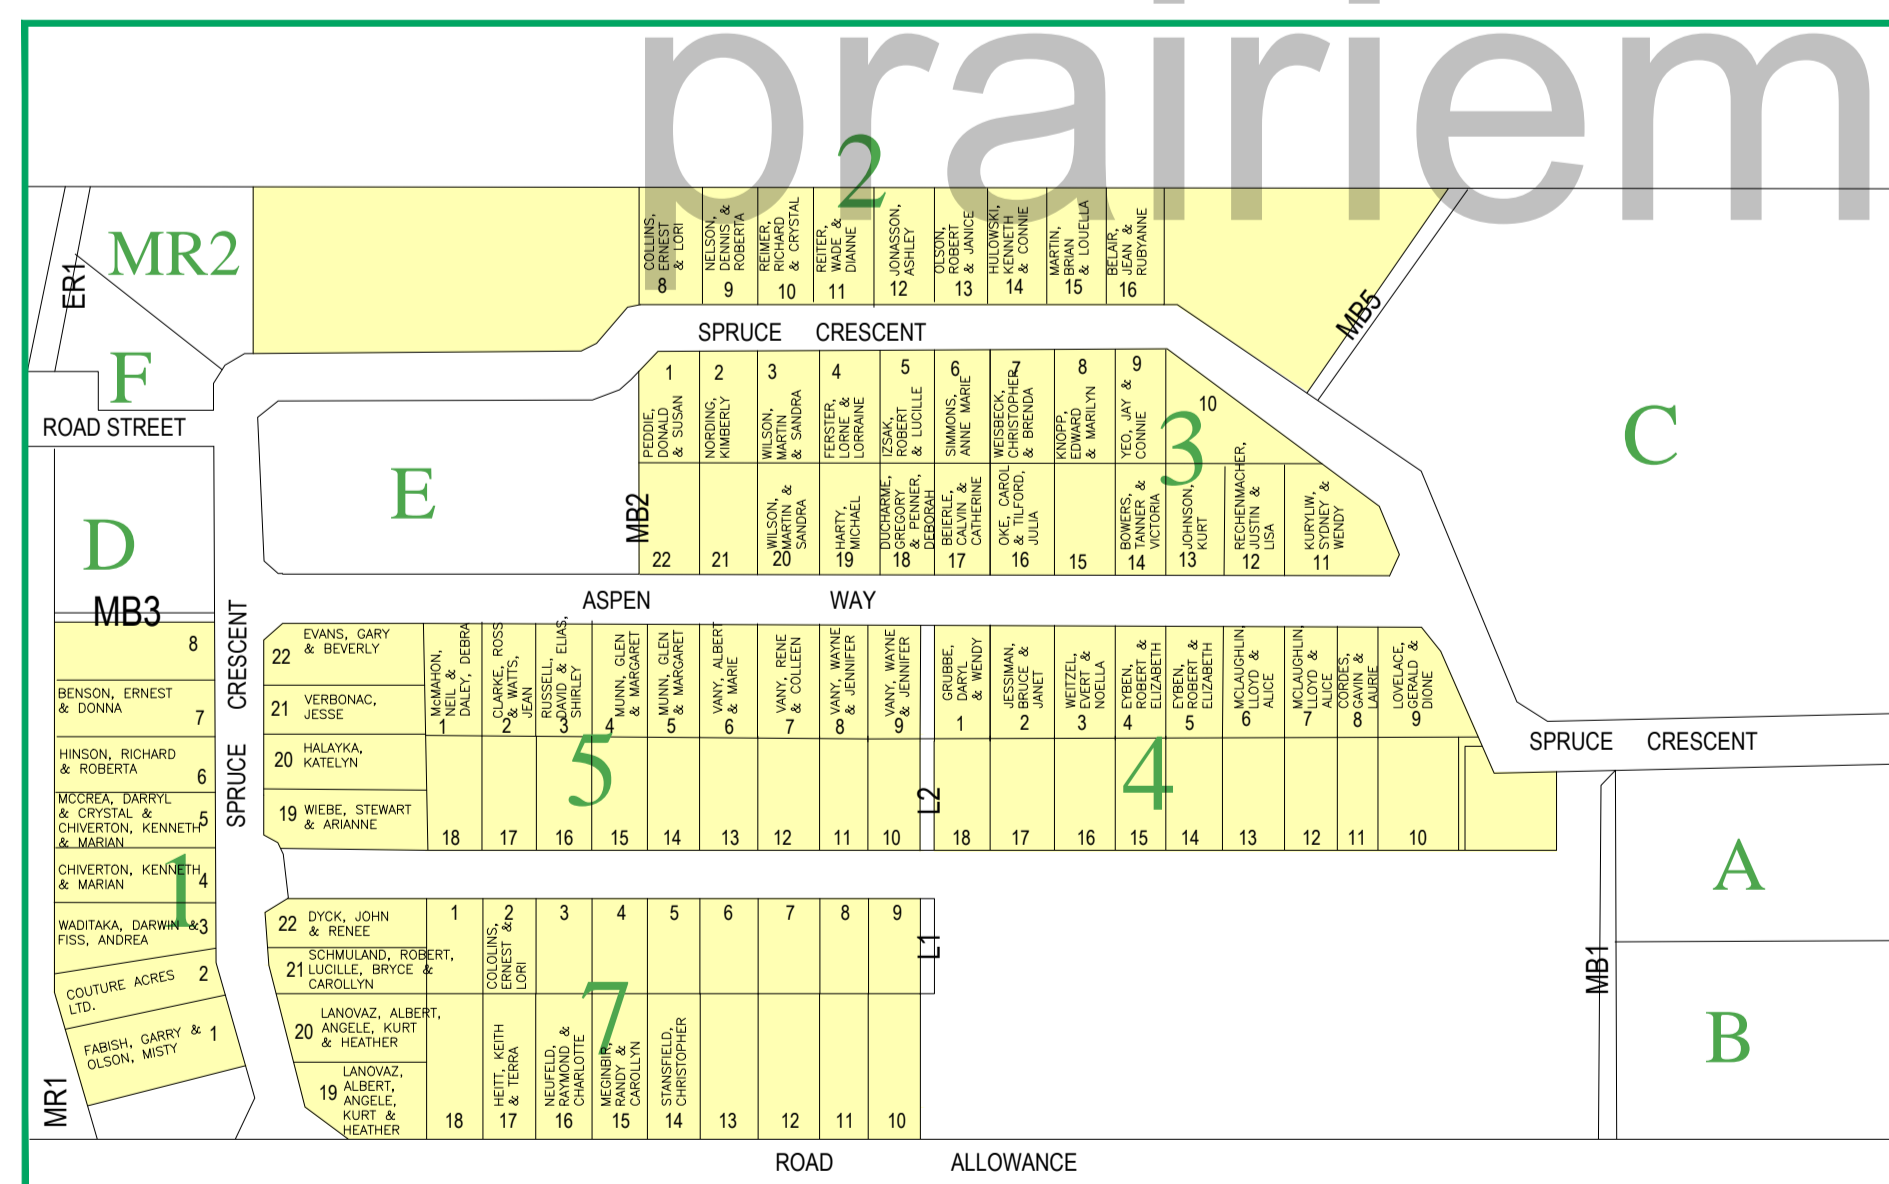 prairiem
2
MR2
ER1
F
ROAD STREET
COLLINS,
ERNEST
& LORI
8
NELSON,
DENNIS &
ROBERTA
9
REIMER,
RICHARD
& CRYSTAL
10
REITER,
WADE &
DIANNE
11
JONASSON,
ASHLEY
12
OLSON,
ROBERT
& JANICE
13
HULOWSKI,
KENNETH
& CONNIE
14
MARTIN,
BRIAN
& LOUELLA
15
BELAIR,
JEAN &
RUBYANNE
16
MB5
SPRUCE CRESCENT
C
E
MB2
3
1
PEDDIE,
DONALD
& SUSAN
2
NORDING,
KIMBERLY
3
WILSON,
MARTIN
& SANDRA
4
FERSTER,
LORNE &
LORRAINE
5
IZSAK,
ROBERT
& LUCILLE
6
SIMMONS,
ANNE MARIE
7
WEISBECK,
CHRISTOPHER
& BRENDA
8
KNOPP,
EDWARD
& MARILYN
9
YEO, JAY &
CONNIE
10
22
21
WILSON,
MARTIN &
SANDRA
20
HARTY,
MICHAEL
19
DUCHARME,
GREGORY
& PENNER,
DEBORAH
18
BEIERLE,
CALVIN &
CATHERINE
17
OKE, CAROL
& TILFORD,
JULIA
16
15
BOWERS,
TANNER &
VICTORIA
14
JOHNSON,
KURT
13
RECHENMACHER,
JUSTIN &
LISA
12
KURYLIW,
SYDNEY &
WENDY
11
D
MB3
ASPEN WAY
SPRUCE CRESCENT
8
BENSON, ERNEST
& DONNA
7
HINSON, RICHARD
& ROBERTA
6
MCCREA, DARRYL
& CRYSTAL &
CHIVERTON, KENNETH
& MARIAN
5
CHIVERTON, KENNETH
& MARIAN
4
WADITAKA, DARWIN &
FISS, ANDREA
3
COUTURE ACRES
LTD.
2
FABISH, GARRY &
OLSON, MISTY
1
1
MR1
22
EVANS, GARY
& BEVERLY
21
VERBONAC,
JESSE
20
HALAYKA,
KATELYN
19
WIEBE, STEWART
& ARIANNE
McMAHON,
NEIL &
DALEY, DEBRA
1
CLARKE, ROSS
& WATTS,
JEAN
2
RUSSELL,
DAVID & ELIAS,
SHIRLEY
3
MUNN, GLEN
& MARGARET
4
MUNN, GLEN
& MARGARET
5
VANY, ALBERT
& MARIE
6
VANY, RENE
& COLLEEN
7
VANY, WAYNE
& JENNIFER
8
VANY, WAYNE
& JENNIFER
9
5
18
17
16
15
14
13
12
11
10
L2
GRUBBE,
DARYL
& WENDY
1
JESSIMAN,
BRUCE &
JANET
2
WEITZEL,
EVERT &
NOELLA
3
EYBEN,
ROBERT &
ELIZABETH
4
EYBEN,
ROBERT &
ELIZABETH
5
MCLAUGHLIN,
LLOYD &
ALICE
6
MCLAUGHLIN,
LLOYD &
ALICE
7
CORDES,
GAVIN &
LAURIE
8
LOVELACE,
GERALD &
DIONE
9
4
18
17
16
15
14
13
12
11
10
SPRUCE CRESCENT
A
MB1
B
22
DYCK, JOHN
& RENEE
21
SCHMULAND, ROBERT,
LUCILLE, BRYCE &
CAROLLYN
20
LANOVAZ, ALBERT,
ANGELE, KURT
& HEATHER
19
LANOVAZ,
ALBERT,
ANGELE,
KURT &
HEATHER
1
2
COLOLINS,
ERNEST &
LORI
3
4
5
6
7
8
9
L1
7
18
HEITT, KEITH
& TERRA
17
NEUFELD,
RAYMOND &
CHARLOTTE
16
MEGINBIR,
RANDY &
CAROLLYN
15
STANSFIELD,
CHRISTOPHER
14
13
12
11
10
ROAD ALLOWANCE